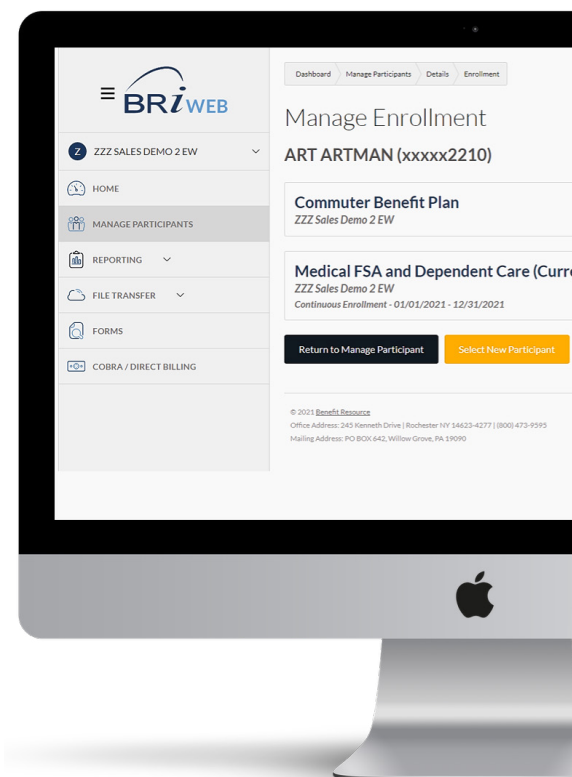 BRiWEB
Z ZZZ SALES DEMO 2 EW
HOME
MANAGE PARTICIPANTS
REPORTING
FILE TRANSFER
FORMS
COBRA / DIRECT BILLING
Dashboard Manage Participants Details Enrollment
Manage Enrollment
ART ARTMAN (xxxxx2210)
Commuter Benefit Plan
ZZZ Sales Demo 2 EW
Medical FSA and Dependent Care (Curre
ZZZ Sales Demo 2 EW
Continuous Enrollment - 01/01/2021 - 12/31/2021
Return to Manage Participant Select New Participant
© 2021 Benefit Resource
Office Address: 245 Kenneth Drive | Rochester NY 14623-4277 | (800) 473-9595
Mailing Address: PO BOX 642, Willow Grove, PA 19090